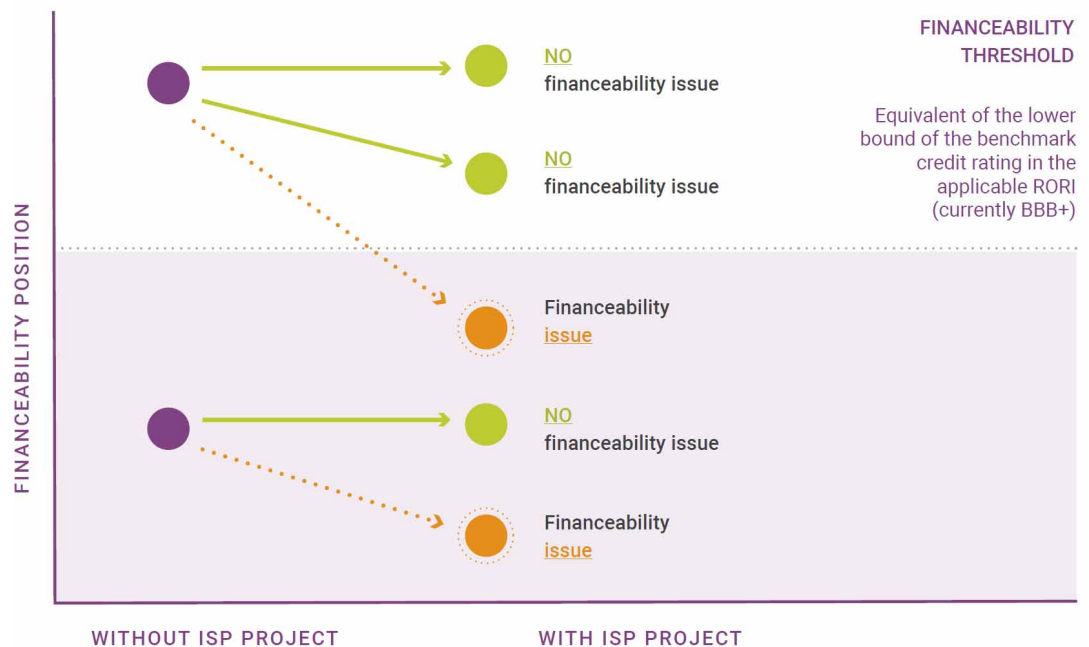 FINANCEABILITY
THRESHOLD
Equivalent of the lower
bound of the benchmark
credit rating in the
applicable RORI
(currently BBB+)
NO
financeability issue
NO
financeability issue
Financeability
issue
NO
financeability issue
Financeability
issue
FINANCEABILITY POSITION
WITHOUT ISP PROJECT
WITH ISP PROJECT